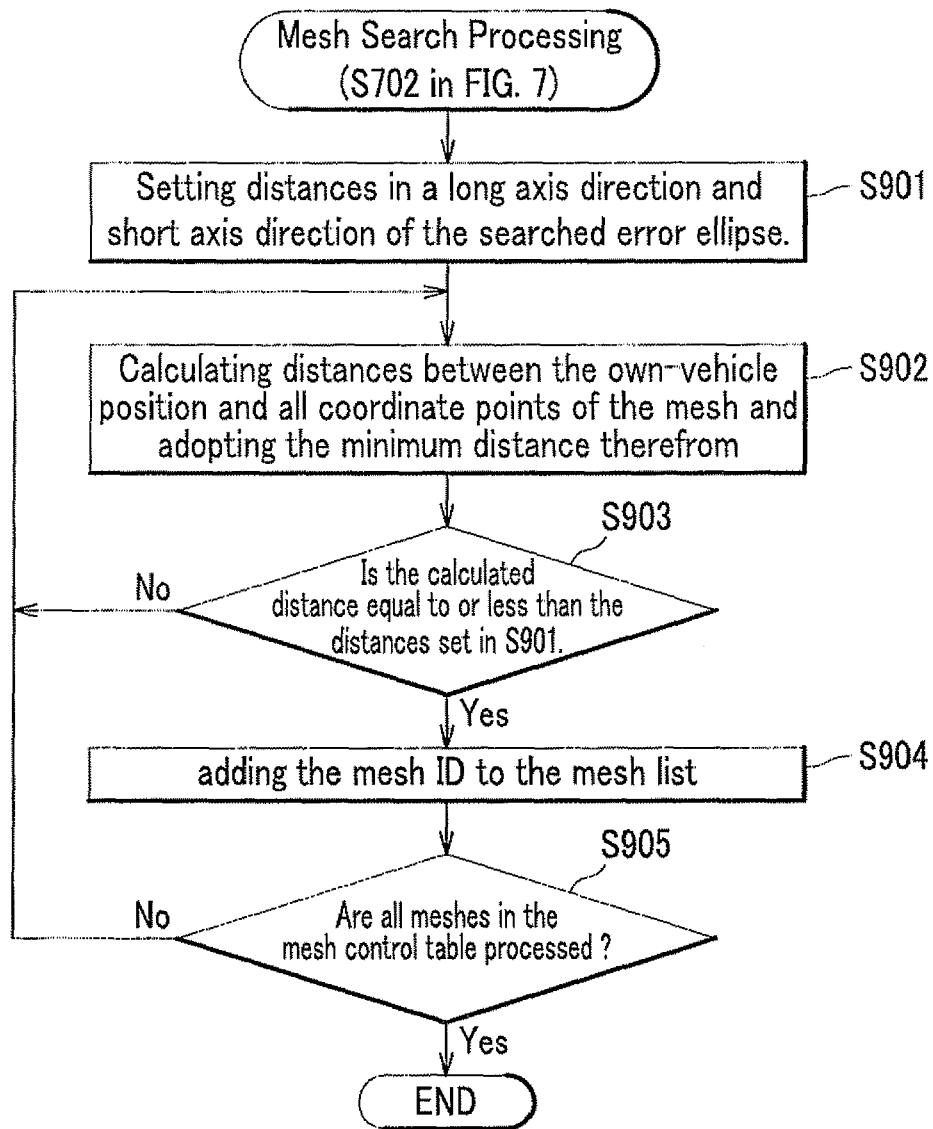 Mesh Search Processing
(S702 in FIG. 7)
Setting distances in a long axis direction and
short axis direction of the searched error ellipse.
S901
Calculating distances between the own-vehicle
position and all coordinate points of the mesh and
adopting the minimum distance therefrom
S902
S903
Is the calculated
distance equal to or less than the
distances set in S901.
No
Yes
adding the mesh ID to the mesh list
S904
S905
Are all meshes in the
mesh control table processed ?
No
Yes
END